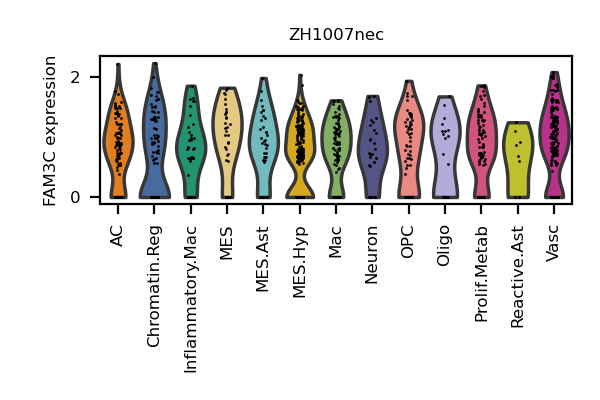 ZH1007nec
FAM3C expression
2
0
AC
Chromatin.Reg
Inflammatory.Mac
MES
MES.Ast
MES.Hyp
Mac
Neuron
OPC
Oligo
Prolif.Metab
Reactive.Ast
Vasc